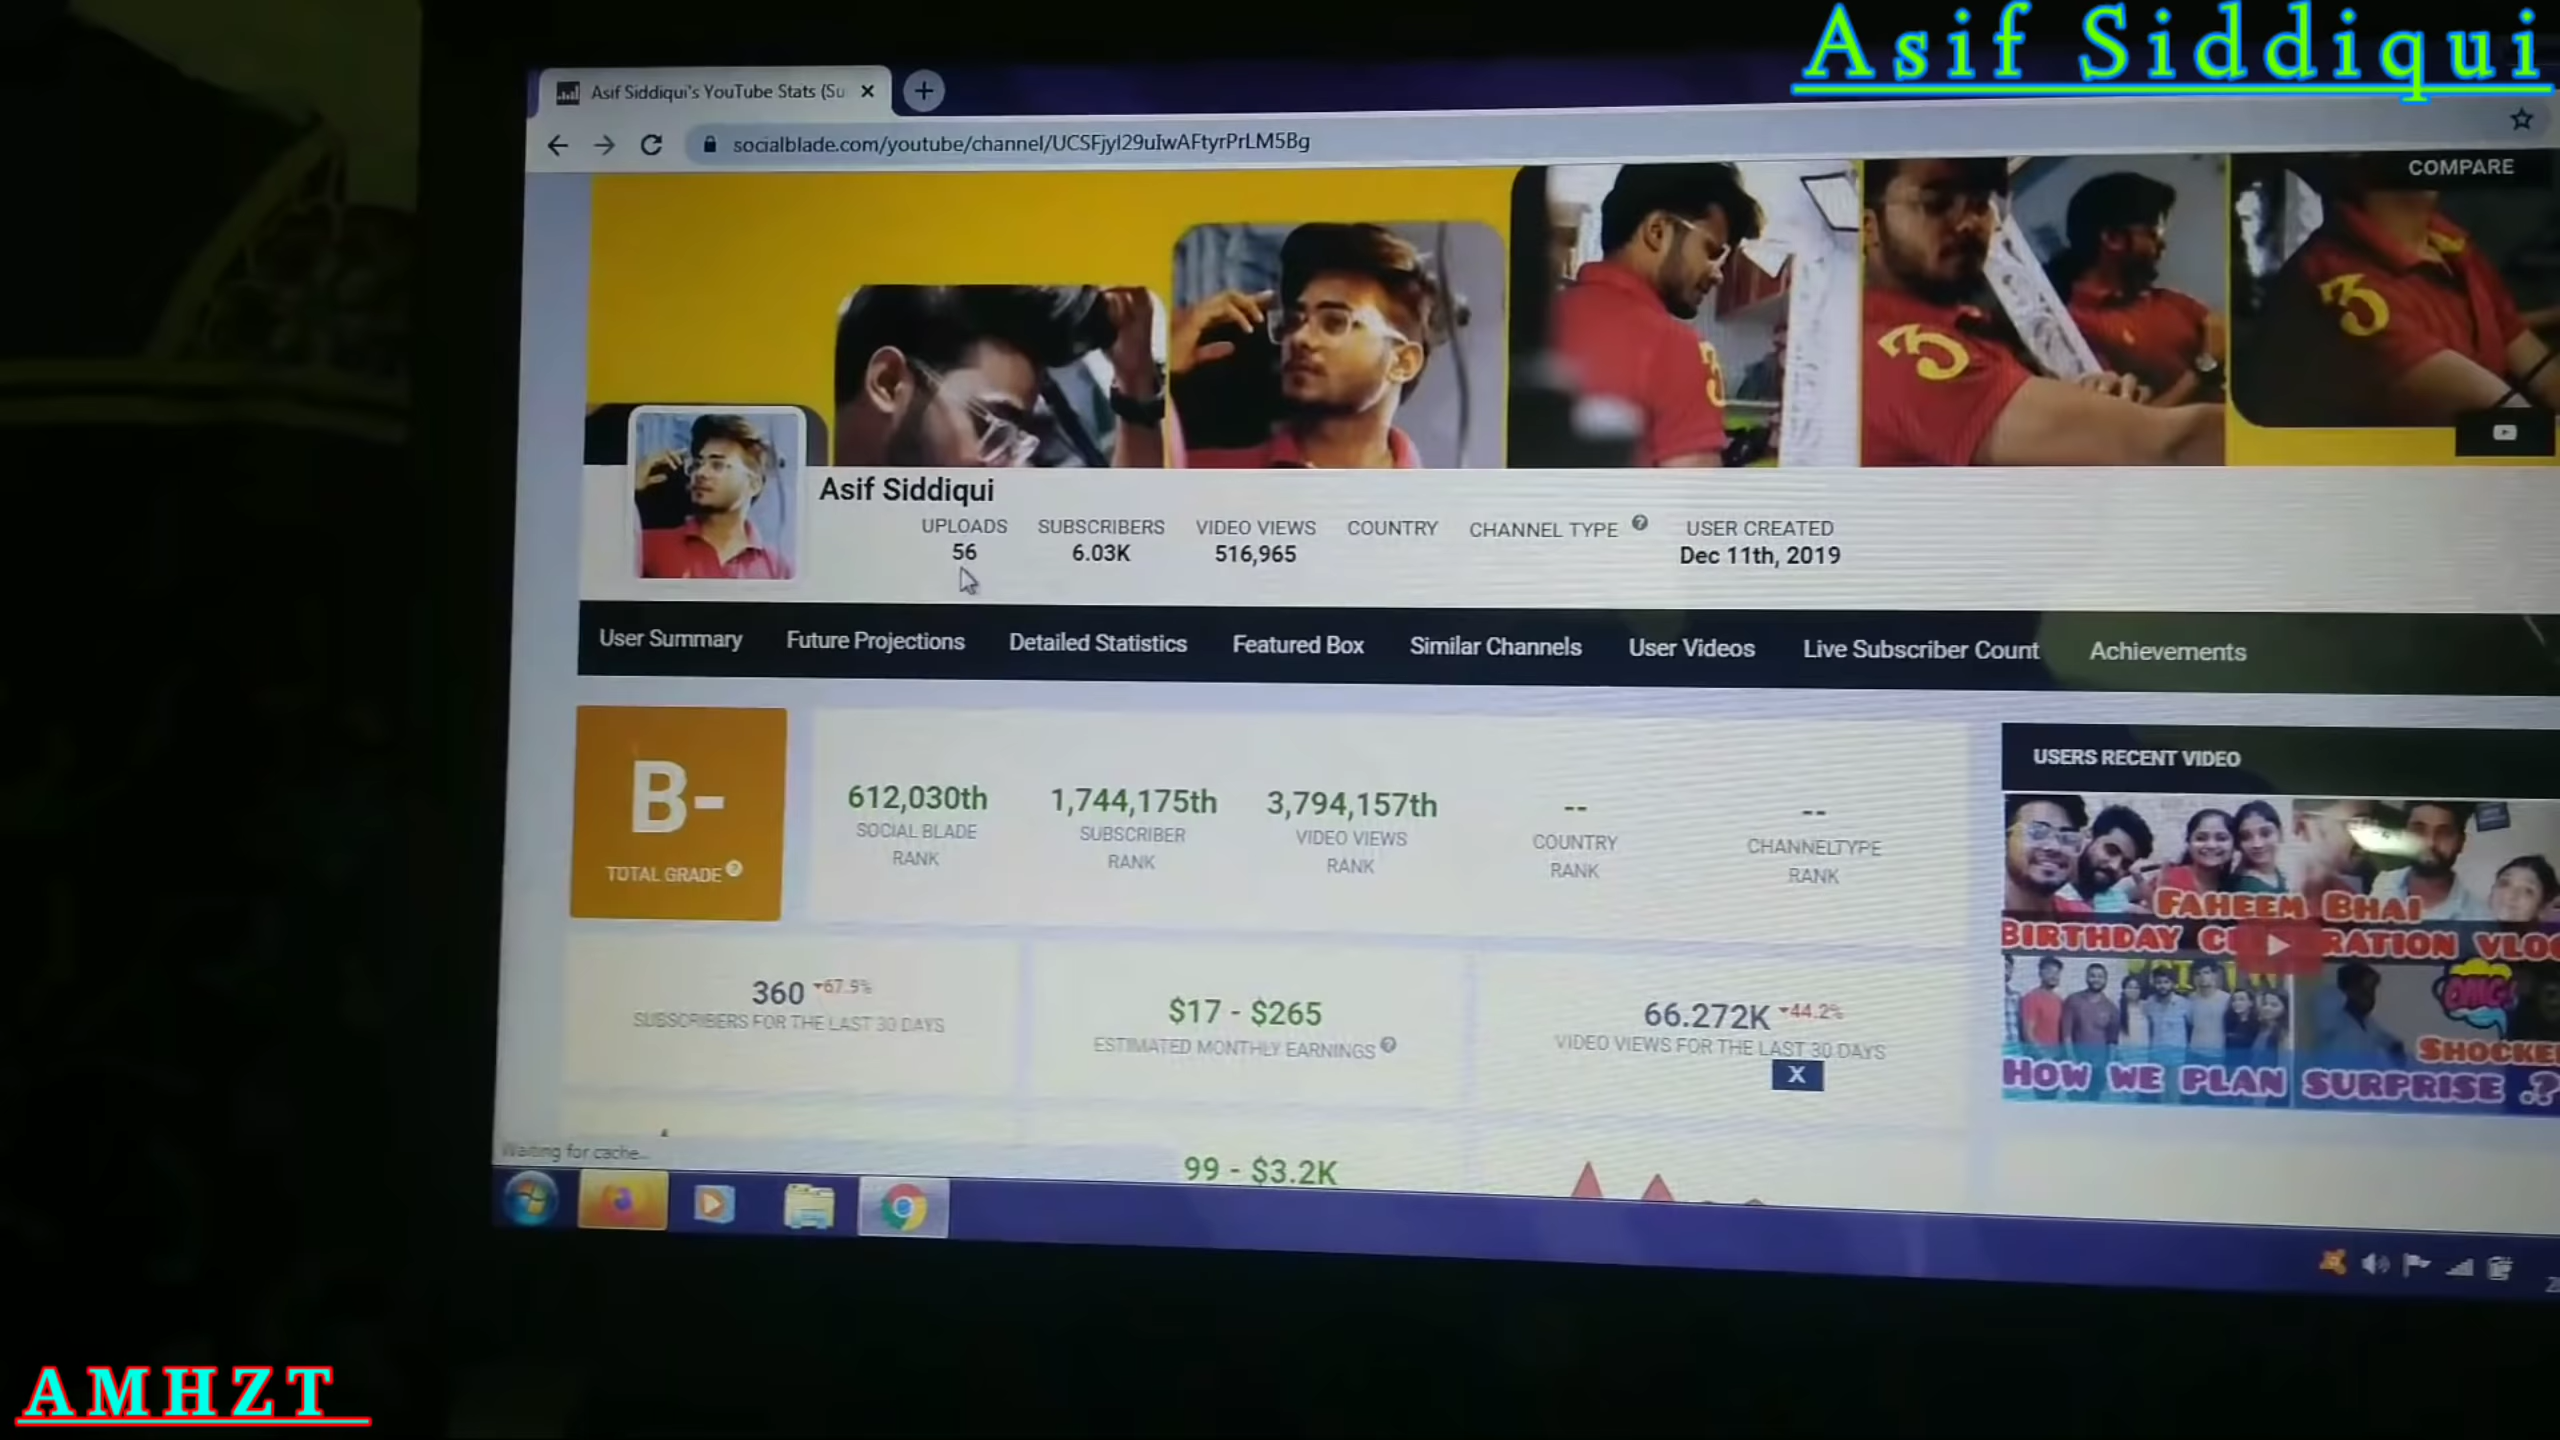 Asif Siddiqui
Asif Siddiqui's YouTube Stats (Su
socialblade.com/youtube/channel/UCSFjyl29uIwAFtyrPrLM5Bg
COMPARE
Asif Siddiqui
UPLOADS SUBSCRIBERS VIDEO VIEWS COUNTRY CHANNEL TYPE USER CREATED
56 6.03K 516,965 Dec 11th, 2019
User Summary Future Projections Detailed Statistics Featured Box Similar Channels User Videos Live Subscriber Count Achievements
B-
TOTAL GRADE
612,030th 1,744,175th 3,794,157th -- --
SOCIAL BLADE SUBSCRIBER VIDEO VIEWS COUNTRY CHANNELTYPE
RANK RANK RANK RANK RANK
USERS RECENT VIDEO
FAHEEM BHAI
BIRTHDAY
HOW WE PLAN SURPRISE ?
360 67.9% $17 - $265 66.272K 44.2%
SUBSCRIBERS FOR THE LAST 30 DAYS ESTIMATED MONTHLY EARNINGS VIDEO VIEWS FOR THE LAST 30 DAYS
X
Waiting for cache...
99 - $3.2K
AMHZT